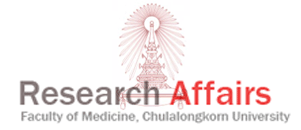 Research Affairs
Faculty of Medicine, Chulalongkorn University